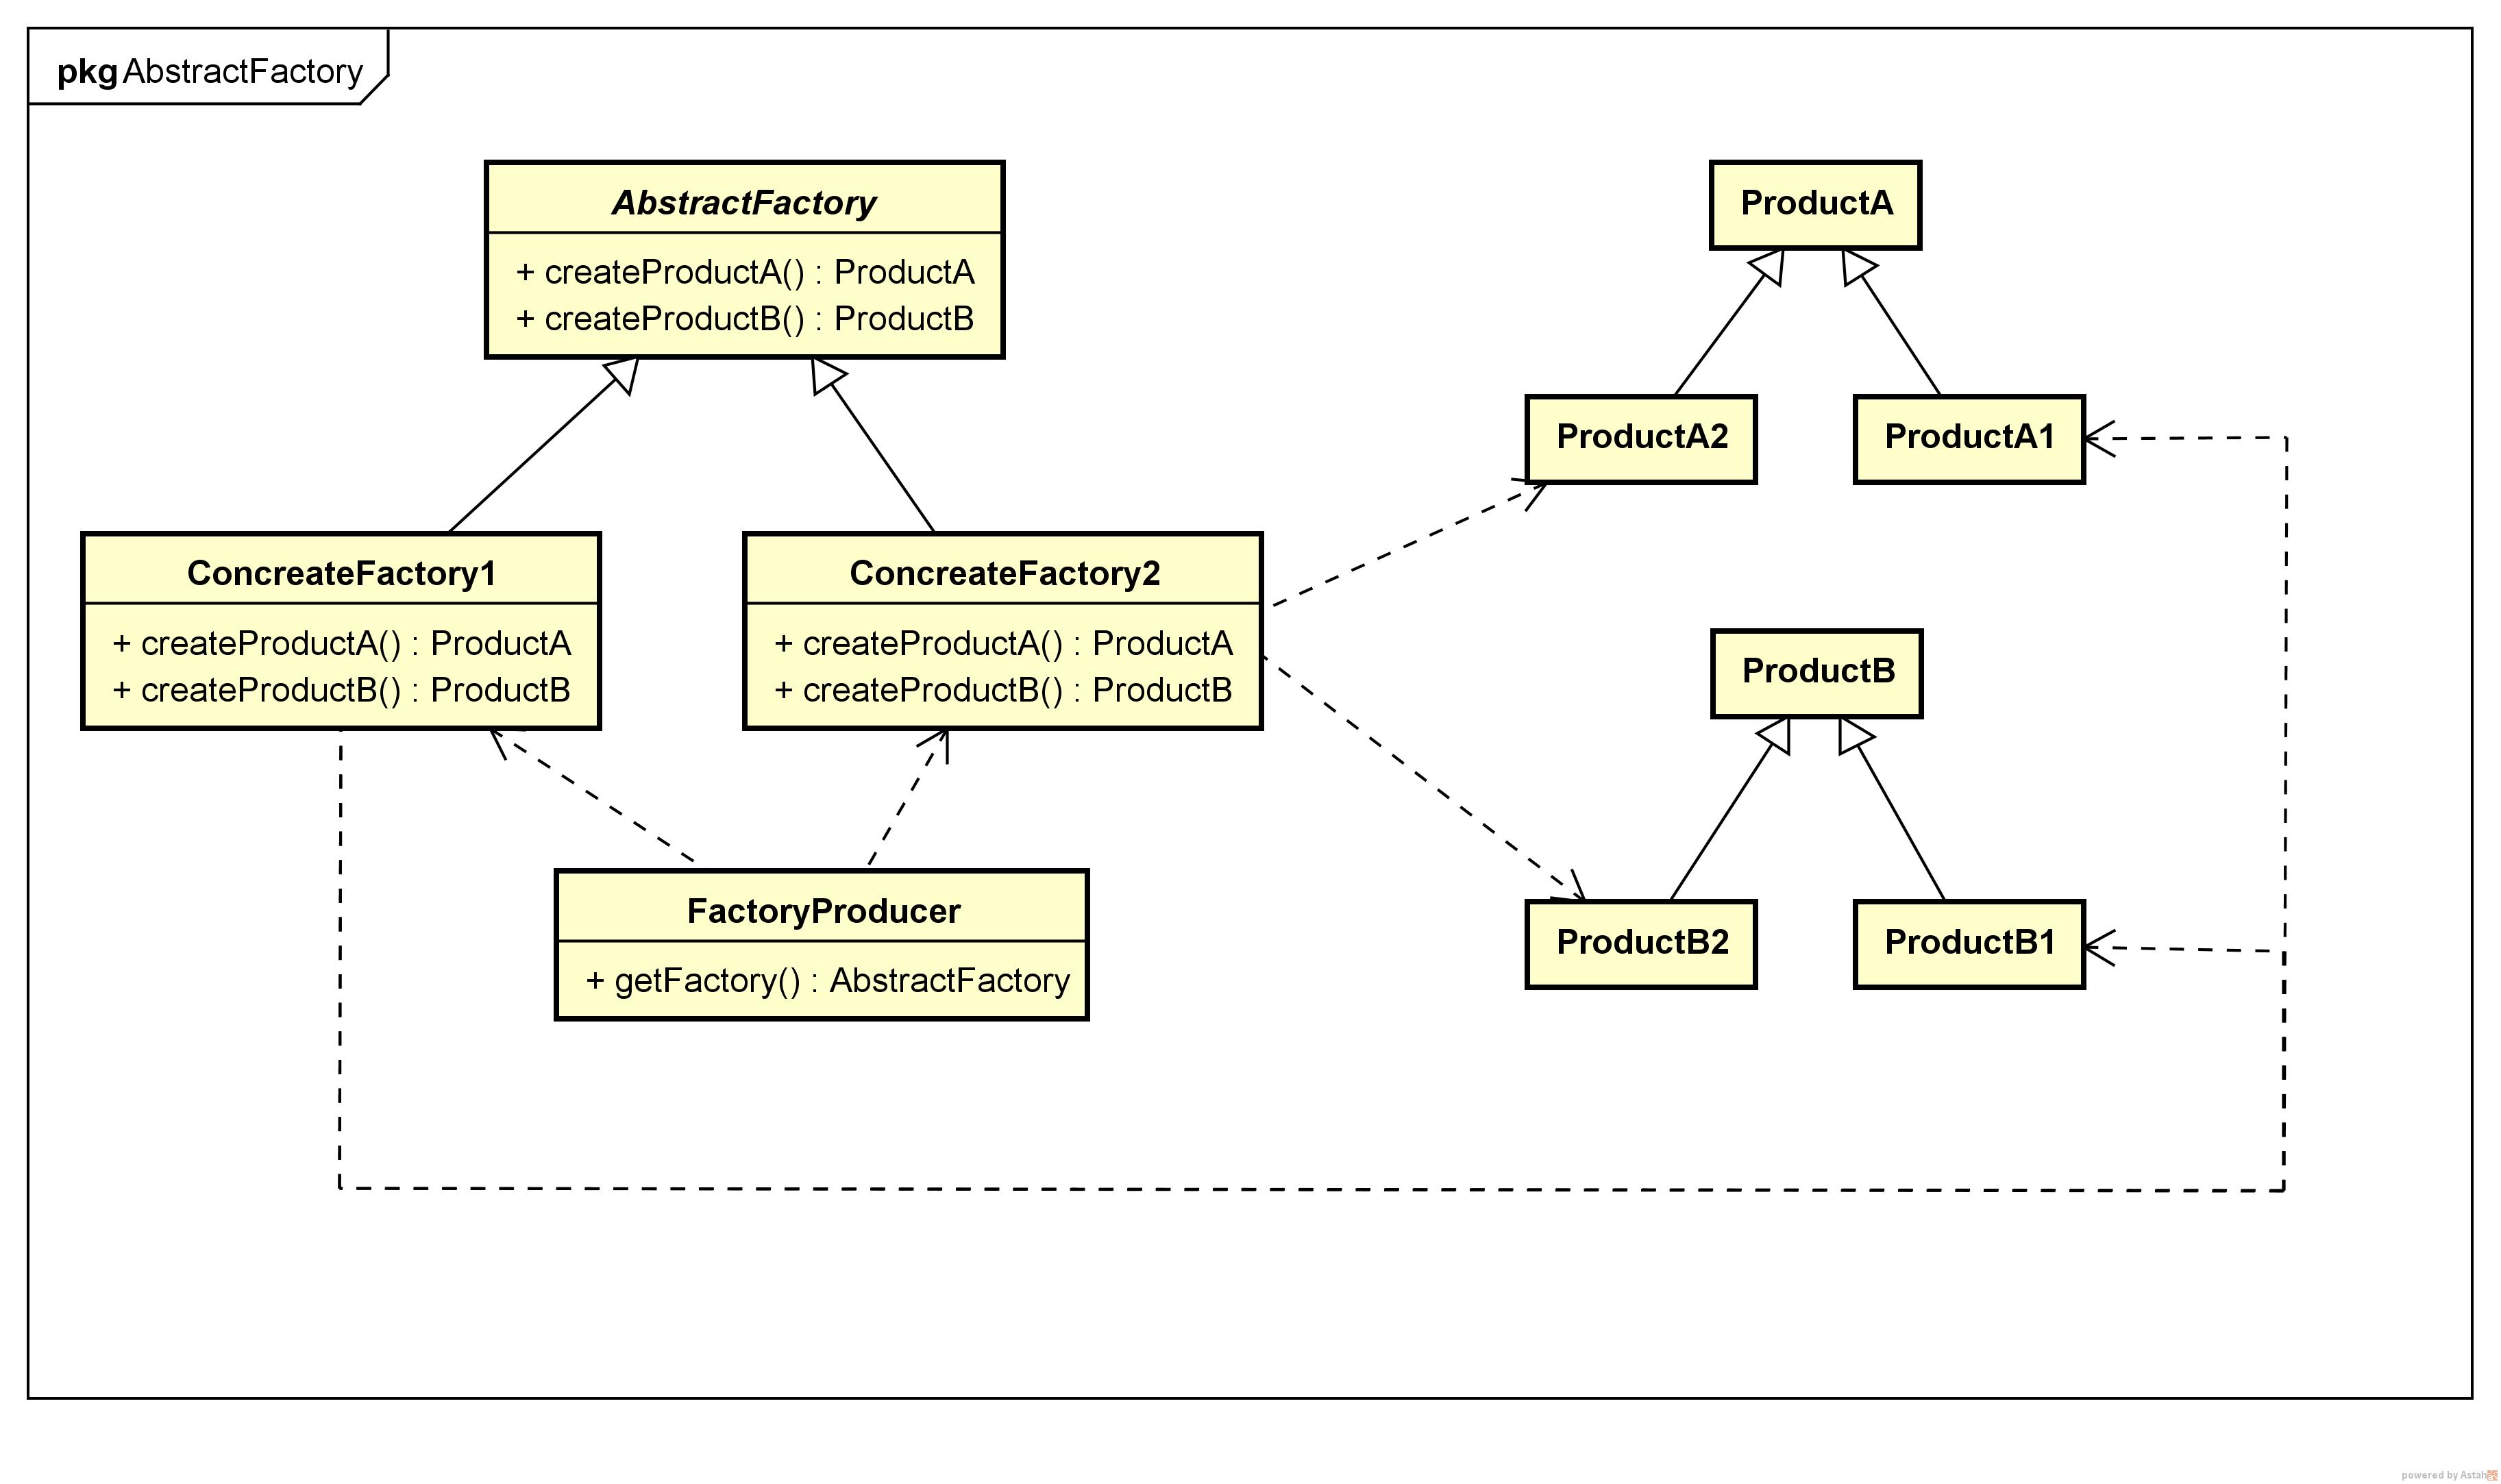 pkg AbstractFactory
AbstractFactory
+ createProductA() : ProductA
+ createProductB() : ProductB
ProductA
ProductA2
ProductA1
ConcreateFactory1
+ createProductA() : ProductA
+ createProductB() : ProductB
ConcreateFactory2
+ createProductA() : ProductA
+ createProductB() : ProductB
ProductB
FactoryProducer
+ getFactory() : AbstractFactory
ProductB2
ProductB1
powered by Astah